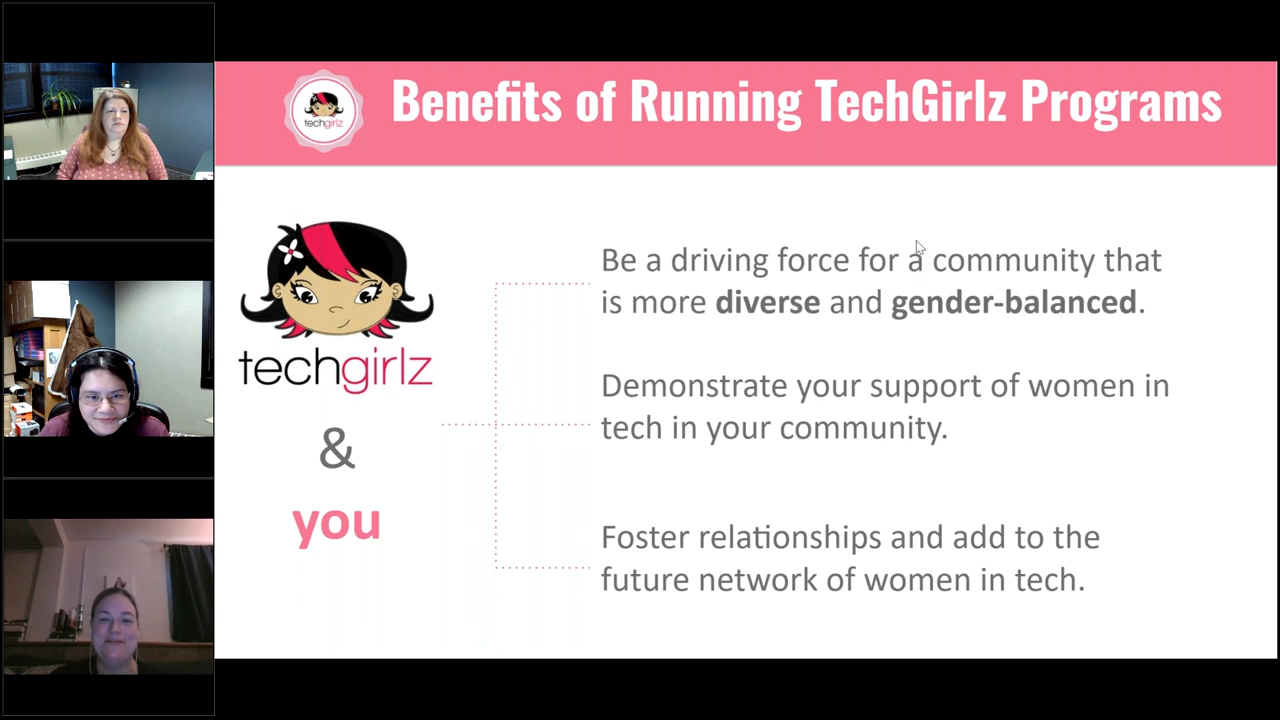 Benefits of Running TechGirlz Programs
techgirlz
techgirlz
&
you
Be a driving force for a community that
is more diverse and gender-balanced.
Demonstrate your support of women in
tech in your community.
Foster relationships and add to the
future network of women in tech.